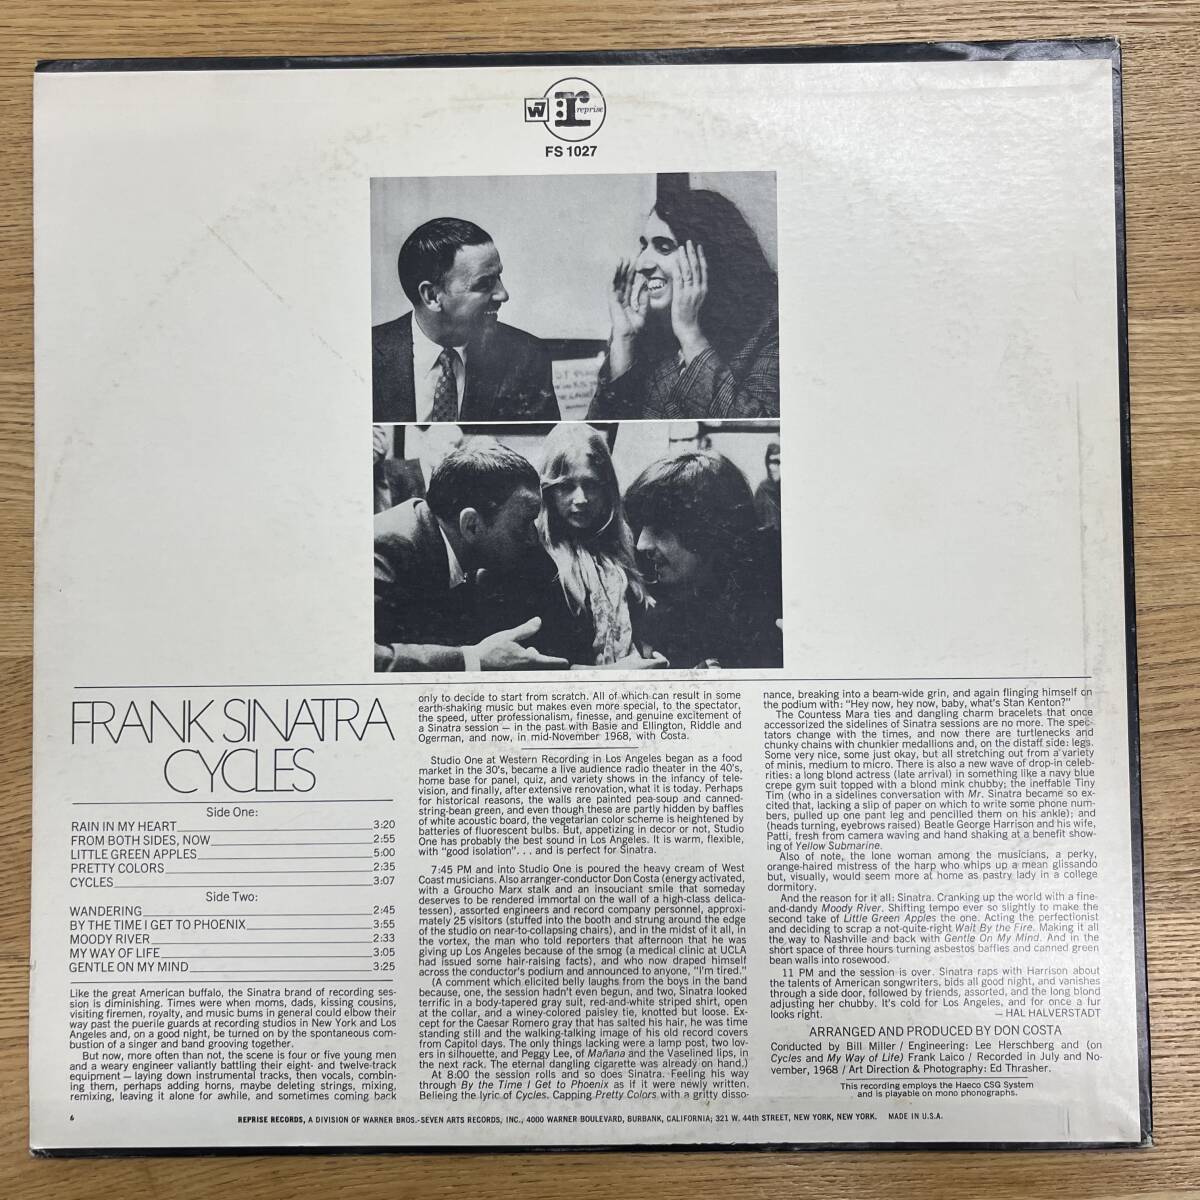 W7
reprise
FS 1027
FRANK SINATRA
CYCLES
Side One:
RAIN IN MY HEART 3:20
FROM BOTH SIDES, NOW 2:55
LITTLE GREEN APPLES 5:00
PRETTY COLORS 2:35
CYCLES 3:07
Side Two:
WANDERING 2:45
BY THE TIME I GET TO PHOENIX 3:55
MOODY RIVER 2:33
MY WAY OF LIFE 3:05
GENTLE ON MY MIND 3:25
Like the great American buffalo, the Sinatra brand of recording ses-
sion is diminishing. Times were when moms, dads, kissing cousins,
visiting firemen, royalty, and music bums in general could elbow their
way past the puerile guards at recording studios in New York and Los
Angeles and, on a good night, be turned on by the spontaneous com-
bustion of a singer and band grooving together.
But now, more often than not, the scene is four or five young men
and a weary engineer valiantly battling their eight- and twelve-track
equipment — laying down instrumental tracks, then vocals, combin-
ing them, perhaps adding horns, maybe deleting strings, mixing,
remixing, leaving it alone for awhile, and sometimes coming back
only to decide to start from scratch. All of which can result in some
earth-shaking music but makes even more special, to the spectator,
the speed, utter professionalism, finesse, and genuine excitement of
a Sinatra session — in the past with Basie and Ellington, Riddle and
Ogerman, and now, in mid-November 1968, with Costa.
Studio One at Western Recording in Los Angeles began as a food
market in the 30's, became a live audience radio theater in the 40's,
home base for panel, quiz, and variety shows in the infancy of tele-
vision, and finally, after extensive renovation, what it is today. Perhaps
for historical reasons, the walls are painted pea-soup and canned-
string-bean green, and even though these are partly hidden by baffles
of white acoustic board, the vegetarian color scheme is heightened by
batteries of fluorescent bulbs. But, appetizing in decor or not, Studio
One has probably the best sound in Los Angeles. It is warm, flexible,
with "good isolation". . . and is perfect for Sinatra.
7:45 PM and into Studio One is poured the heavy cream of West
Coast musicians. Also arranger-conductor Don Costa (energy activated,
with a Groucho Marx stalk and an insouciant smile that someday
deserves to be rendered immortal on the wall of a high-class delica-
tessen), assorted engineers and record company personnel, approxi-
mately 25 visitors (stuffed into the booth and strung around the edge
of the studio on near-to-collapsing chairs), and in the midst of it all, in
the vortex, the man who told reporters that afternoon that he was
giving up Los Angeles because of the smog (a medical clinic at UCLA
had issued some hair-raising facts), and who now draped himself
across the conductor's podium and announced to anyone, "I'm tired."
(A comment which elicited belly laughs from the boys in the band
because, one, the session hadn't even begun, and two, Sinatra looked
terrific in a body-tapered gray suit, red-and-white striped shirt, open
at the collar, and a winey-colored paisley tie, knotted but loose. Ex-
cept for the Caesar Romero gray that has salted his hair, he was time
standing still and the walking-talking image of his old record covers
from Capitol days. The only things lacking were a lamp post, two lov-
ers in silhouette, and Peggy Lee, of Mañana and the Vaselined lips, in
the next rack. The eternal dangling cigarette was already on hand.)
At 8:00 the session rolls and so does Sinatra. Feeling his way
through By the Time I Get to Phoenix as if it were newly written.
Belieing the lyric of Cycles. Capping Pretty Colors with a gritty disso-
nance, breaking into a beam-wide grin, and again flinging himself on
the podium with: "Hey now, hey now, baby, what's Stan Kenton?"
The Countess Mara ties and dangling charm bracelets that once
accessorized the sidelines of Sinatra sessions are no more. The spec-
tators change with the times, and now there are turtlenecks and
chunky chains with chunkier medallions and, on the distaff side: legs.
Some very nice, some just okay, but all stretching out from a variety
of minis, medium to micro. There is also a new wave of drop-in celeb-
rities: a long blond actress (late arrival) in something like a navy blue
crepe gym suit topped with a blond mink chubby; the ineffable Tiny
Tim (who in a sidelines conversation with Mr. Sinatra became so ex-
cited that, lacking a slip of paper on which to write some phone num-
bers, pulled up one pant leg and pencilled them on his ankle); and
(heads turning, eyebrows raised) Beatle George Harrison and his wife,
Patti, fresh from camera waving and hand shaking at a benefit show-
ing of Yellow Submarine.
Also of note, the lone woman among the musicians, a perky,
orange-haired mistress of the harp who whips up a mean glissando
but, visually, would seem more at home as pastry lady in a college
dormitory.
And the reason for it all: Sinatra. Cranking up the world with a fine-
and-dandy Moody River. Shifting tempo ever so slightly to make the
second take of Little Green Apples the one. Acting the perfectionist
and deciding to scrap a not-quite-right Wait By the Fire. Making it all
the way to Nashville and back with Gentle On My Mind. And in the
short space of three hours turning asbestos baffles and canned green
bean walls into rosewood.
11 PM and the session is over. Sinatra raps with Harrison about
the talents of American songwriters, bids all good night, and vanishes
through a side door, followed by friends, assorted, and the long blond
adjusting her chubby. It's cold for Los Angeles, and for once a fur
looks right. — HAL HALVERSTADT
ARRANGED AND PRODUCED BY DON COSTA
Conducted by Bill Miller / Engineering: Lee Herschberg and (on
Cycles and My Way of Life) Frank Laico / Recorded in July and No-
vember, 1968 / Art Direction & Photography: Ed Thrasher.
This recording employs the Haeco CSG System
and is playable on mono phonographs.
6 REPRISE RECORDS, A DIVISION OF WARNER BROS.-SEVEN ARTS RECORDS, INC., 4000 WARNER BOULEVARD, BURBANK, CALIFORNIA; 321 W. 44th STREET, NEW YORK, NEW YORK. MADE IN U.S.A.